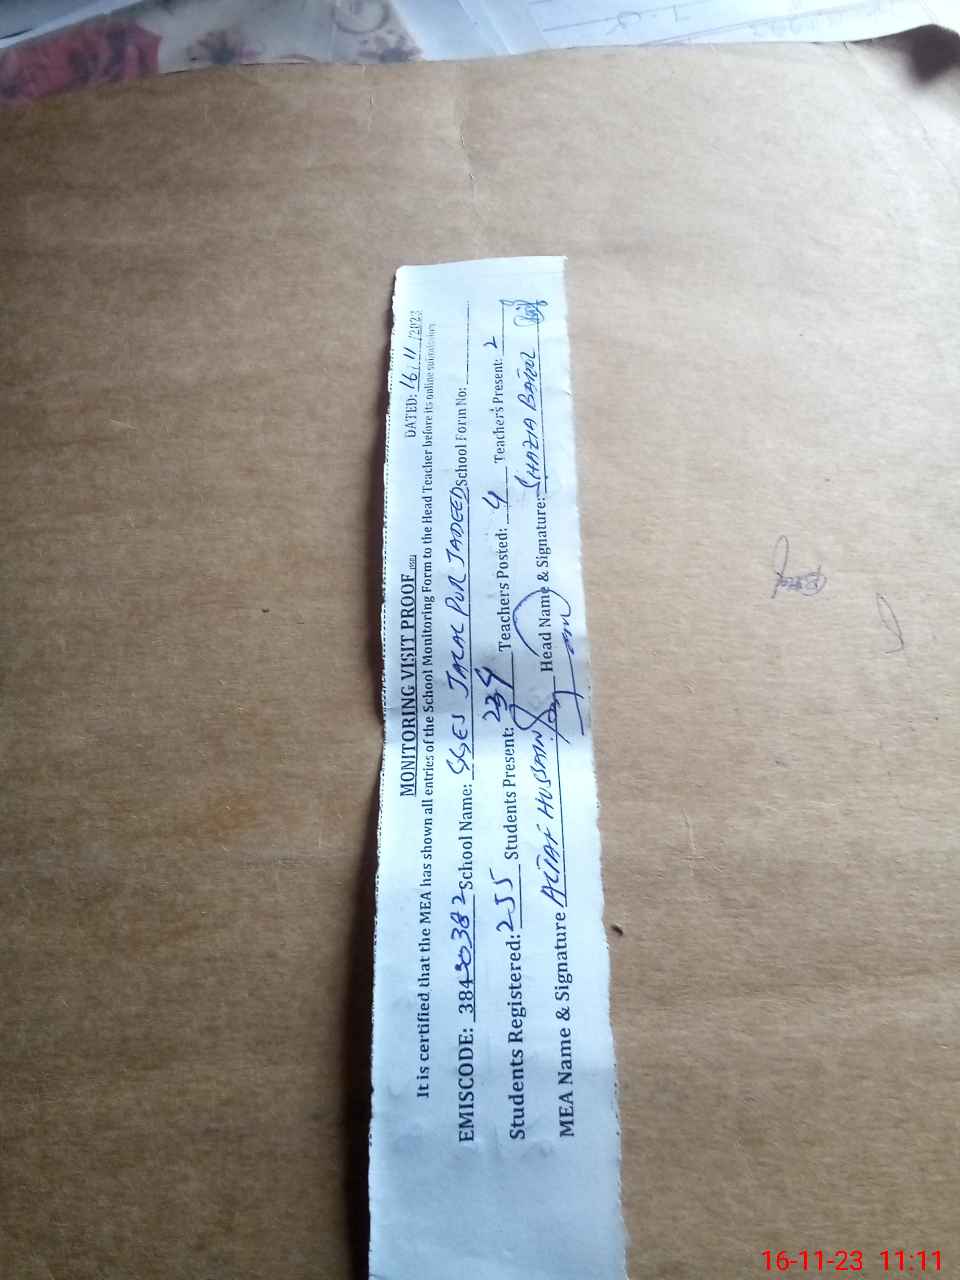 MONITORING VISIT PROOF DATED: 16/11/2023
It is certified that the MEA has shown all entries of the School Monitoring Form to the Head Teacher before its online submission.
EMISCODE: 38430382 School Name: GGES JALAL PUR JADEED School Form No:
Students Registered: 255 Students Present: 234 Teachers Posted: 4 Teacher's Present: 2
MEA Name & Signature ALTAF HUSSAIN Head Name & Signature: SHAZIA BATOOL
16-11-23 11:11